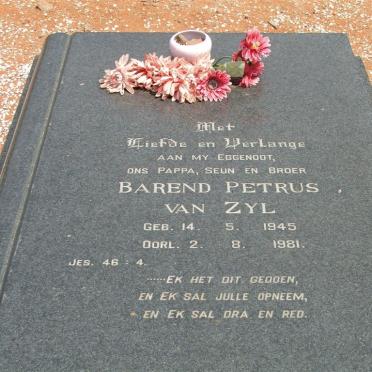 Met
Liefde en Verlange
AAN MY EGGENOOT,
ONS PAPPA, SEUN EN BROER
BAREND PETRUS
VAN ZYL
GEB. 14. 5. 1945
OORL. 2. 8. 1981.
JES. 46 : 4.
......EK HET DIT GEDOEN,
EN EK SAL JULLE OPNEEM,
EN EK SAL DRA EN RED.